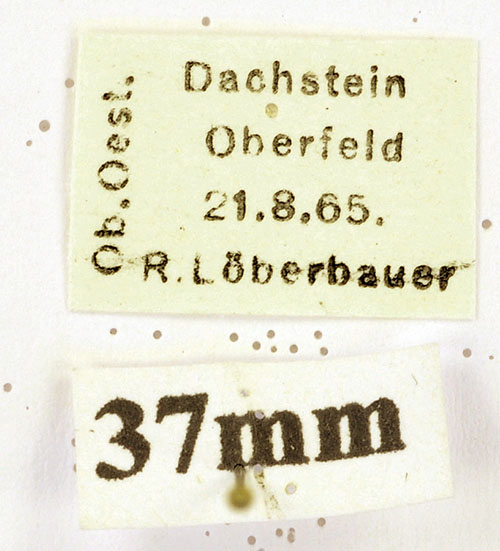 Ob.Oest.
Dachstein
Oberfeld
21.8.65.
R.Löberbauer
37mm